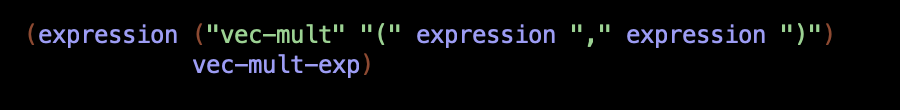 (expression ("vec-mult" "(" expression "," expression ")")
vec-mult-exp)